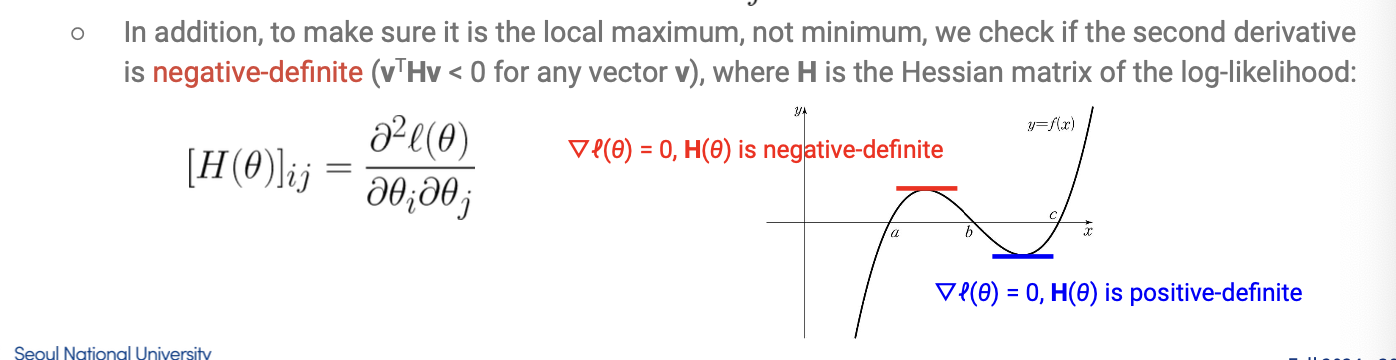 In addition, to make sure it is the local maximum, not minimum, we check if the second derivative
is negative-definite (vᵀHv < 0 for any vector v), where H is the Hessian matrix of the log-likelihood:
[H(θ)]ᵢⱼ = ∂²ℓ(θ) / ∂θᵢ∂θⱼ
y
y=f(x)
∇ℓ(θ) = 0, H(θ) is negative-definite
a
b
c
x
∇ℓ(θ) = 0, H(θ) is positive-definite
Seoul National University